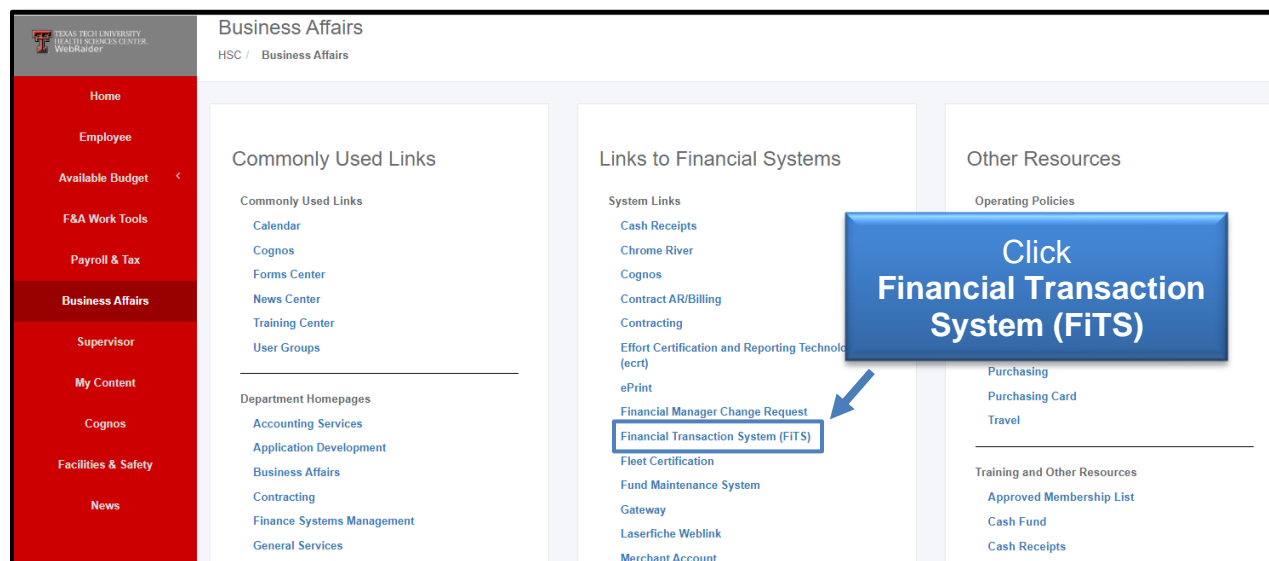 TEXAS TECH UNIVERSITY
HEALTH SCIENCES CENTER.
WebRaider
Home
Employee
Available Budget <
F&A Work Tools
Payroll & Tax
Business Affairs
Supervisor
My Content
Cognos
Facilities & Safety
News
Business Affairs
HSC / Business Affairs
Commonly Used Links
Commonly Used Links
Calendar
Cognos
Forms Center
News Center
Training Center
User Groups
Department Homepages
Accounting Services
Application Development
Business Affairs
Contracting
Finance Systems Management
General Services
Links to Financial Systems
System Links
Cash Receipts
Chrome River
Cognos
Contract AR/Billing
Contracting
Effort Certification and Reporting Technolo
(ecrt)
ePrint
Financial Manager Change Request
Financial Transaction System (FiTS)
Fleet Certification
Fund Maintenance System
Gateway
Laserfiche Weblink
Merchant Account
Other Resources
Operating Policies
Click
Financial Transaction
System (FiTS)
Purchasing
Purchasing Card
Travel
Training and Other Resources
Approved Membership List
Cash Fund
Cash Receipts